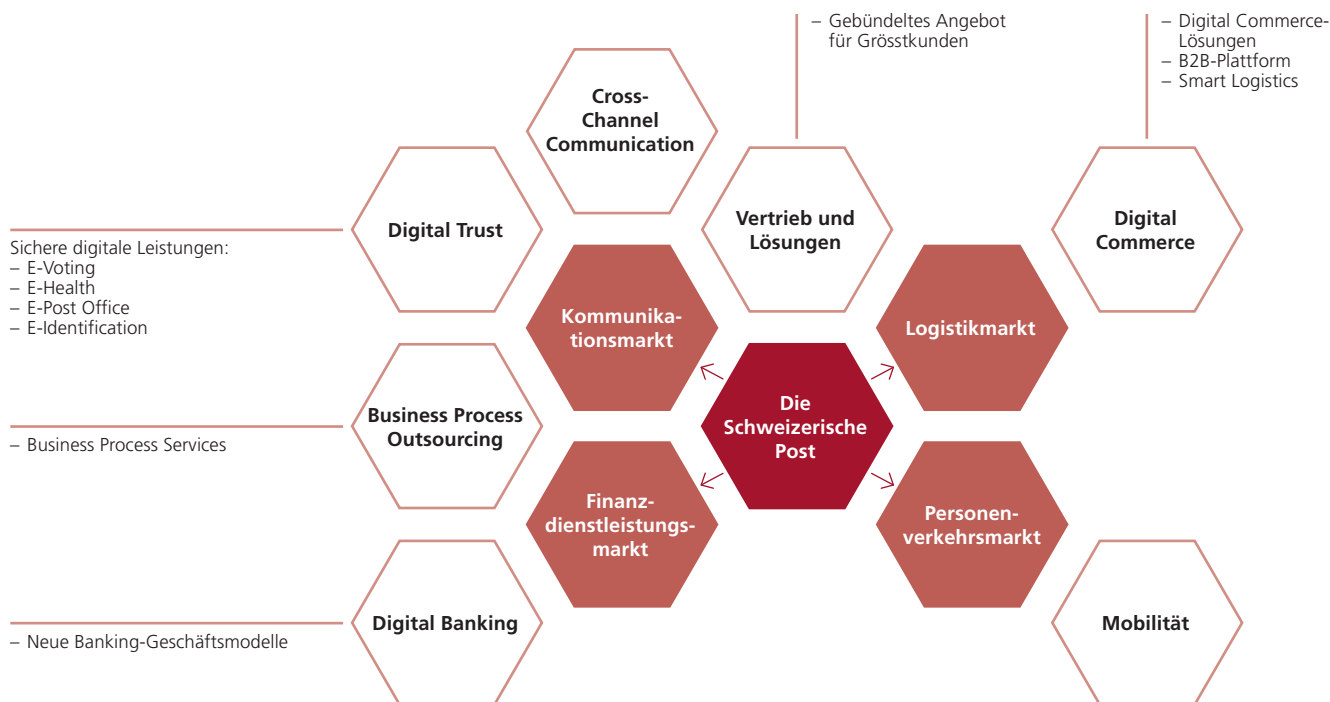 – Gebündeltes Angebot
für Grösstkunden
– Digital Commerce-
Lösungen
– B2B-Plattform
– Smart Logistics
Cross-
Channel
Communication
Digital Trust
Vertrieb und
Lösungen
Digital
Commerce
Sichere digitale Leistungen:
– E-Voting
– E-Health
– E-Post Office
– E-Identification
Kommunika-
tionsmarkt
Logistikmarkt
Business Process
Outsourcing
Die
Schweizerische
Post
– Business Process Services
Finanz-
dienstleistungs-
markt
Personen-
verkehrsmarkt
Digital Banking
Mobilität
– Neue Banking-Geschäftsmodelle